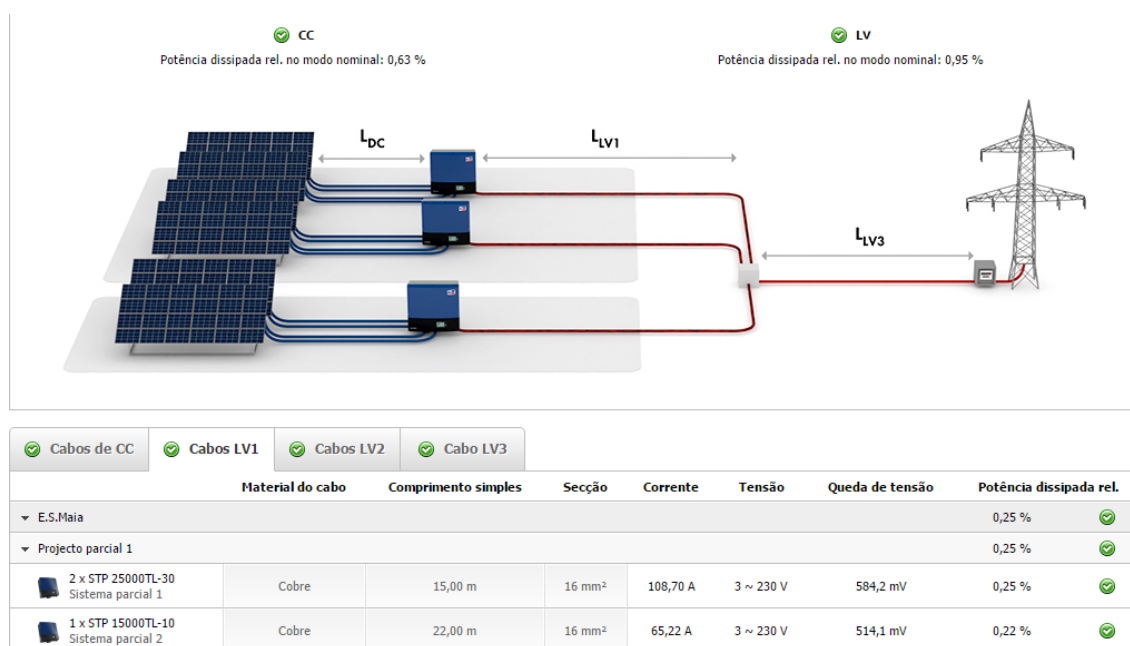 CC
LV
Potência dissipada rel. no modo nominal: 0,63 %
Potência dissipada rel. no modo nominal: 0,95 %
LDC
LLV1
LLV3
Cabos de CC
Cabos LV1
Cabos LV2
Cabo LV3
Material do cabo Comprimento simples Secção Corrente Tensão Queda de tensão Potência dissipada rel.
E.S.Maia 0,25 %
Projecto parcial 1 0,25 %
2 x STP 25000TL-30
Sistema parcial 1
Cobre 15,00 m 16 mm² 108,70 A 3 ~ 230 V 584,2 mV 0,25 %
1 x STP 15000TL-10
Sistema parcial 2
Cobre 22,00 m 16 mm² 65,22 A 3 ~ 230 V 514,1 mV 0,22 %